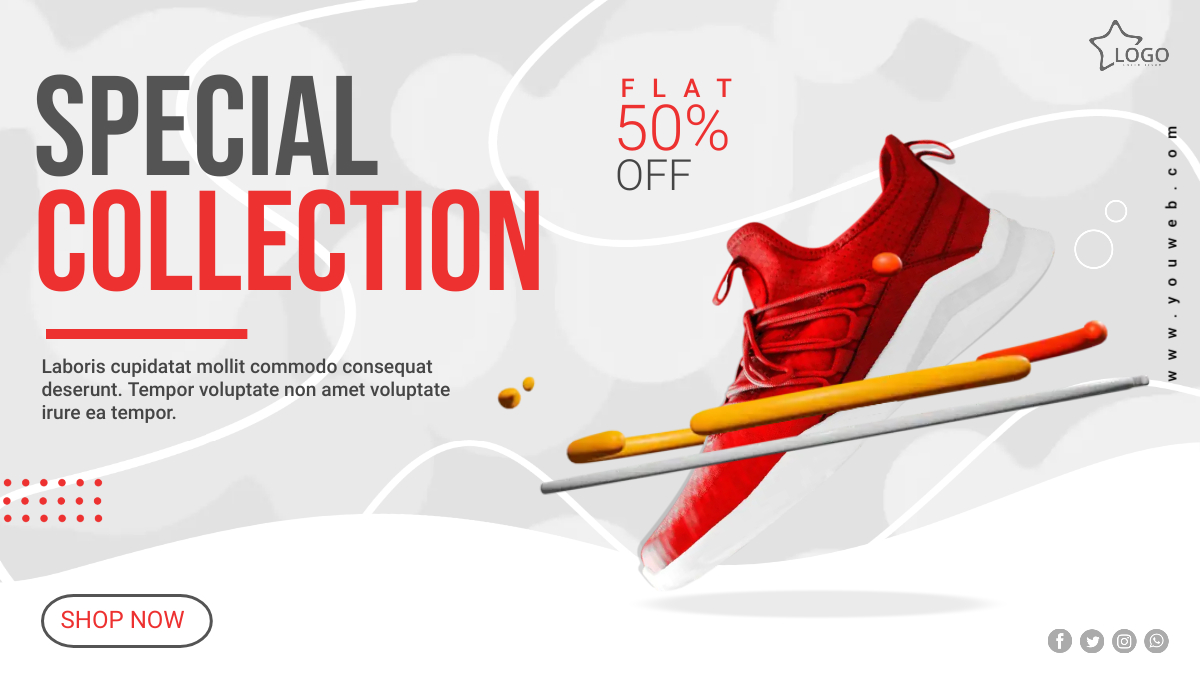 LOGO
SPECIAL
COLLECTION
FLAT
50%
OFF
www.youweb.com
Laboris cupidatat mollit commodo consequat
deserunt. Tempor voluptate non amet voluptate
irure ea tempor.
SHOP NOW